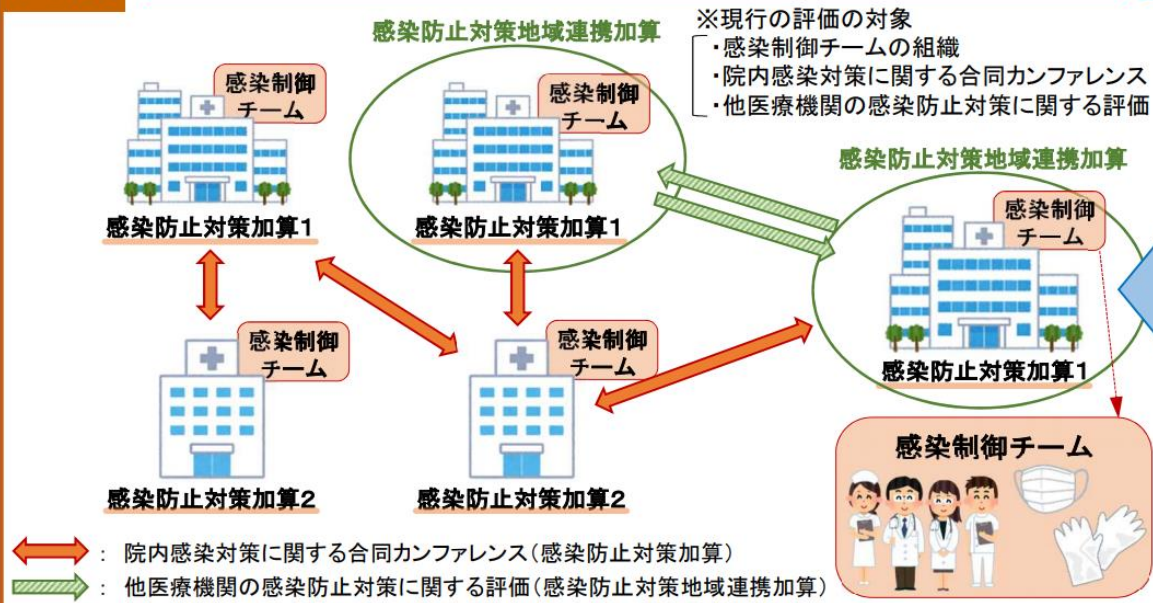 感染防止対策地域連携加算
※現行の評価の対象
・感染制御チームの組織
・院内感染対策に関する合同カンファレンス
・他医療機関の感染防止対策に関する評価
感染制御
チーム
感染防止対策加算1
感染制御
チーム
感染防止対策加算1
感染防止対策地域連携加算
感染制御
チーム
感染防止対策加算1
感染制御
チーム
感染防止対策加算2
感染制御
チーム
感染防止対策加算2
感染制御チーム
： 院内感染対策に関する合同カンファレンス（感染防止対策加算）
： 他医療機関の感染防止対策に関する評価（感染防止対策地域連携加算）